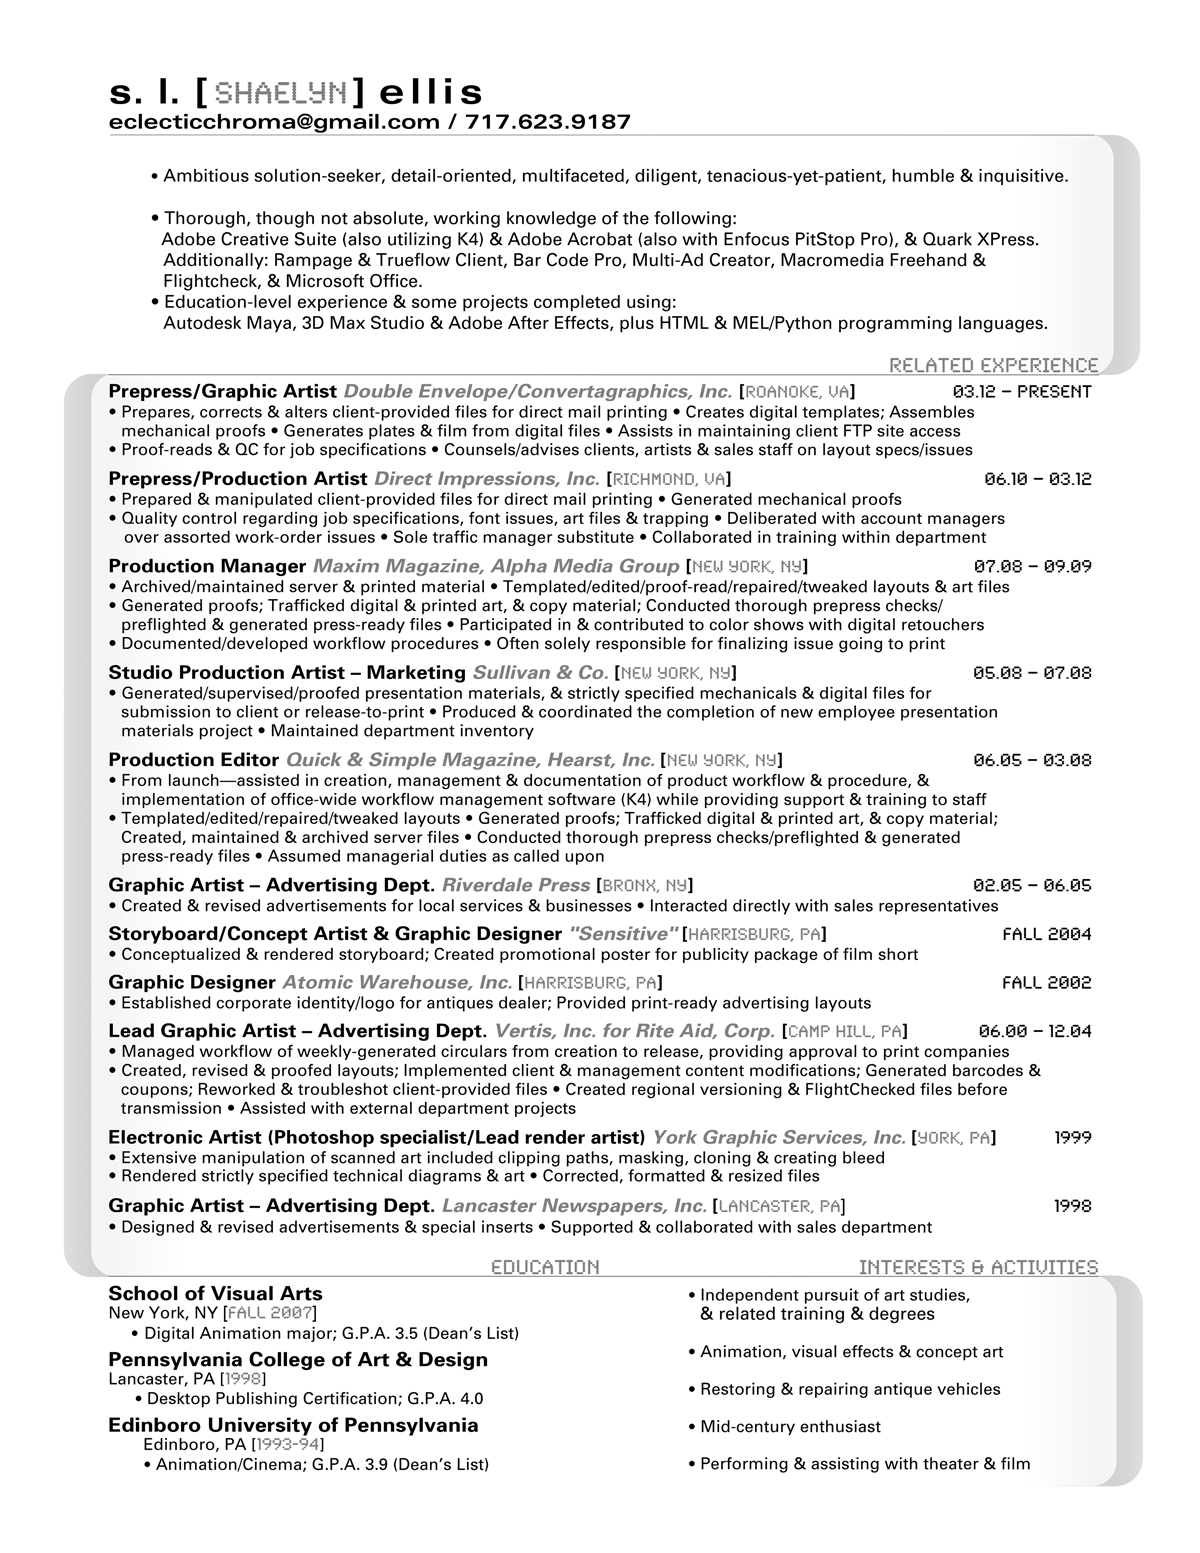 s. l. [SHAELYN] ellis
eclecticchroma@gmail.com / 717.623.9187
• Ambitious solution-seeker, detail-oriented, multifaceted, diligent, tenacious-yet-patient, humble & inquisitive.
• Thorough, though not absolute, working knowledge of the following:
Adobe Creative Suite (also utilizing K4) & Adobe Acrobat (also with Enfocus PitStop Pro), & Quark XPress.
Additionally: Rampage & Trueflow Client, Bar Code Pro, Multi-Ad Creator, Macromedia Freehand &
Flightcheck, & Microsoft Office.
• Education-level experience & some projects completed using:
Autodesk Maya, 3D Max Studio & Adobe After Effects, plus HTML & MEL/Python programming languages.
RELATED EXPERIENCE
Prepress/Graphic Artist Double Envelope/Convertagraphics, Inc. [ROANOKE, VA] 03.12 – PRESENT
• Prepares, corrects & alters client-provided files for direct mail printing • Creates digital templates; Assembles
mechanical proofs • Generates plates & film from digital files • Assists in maintaining client FTP site access
• Proof-reads & QC for job specifications • Counsels/advises clients, artists & sales staff on layout specs/issues
Prepress/Production Artist Direct Impressions, Inc. [RICHMOND, VA] 06.10 – 03.12
• Prepared & manipulated client-provided files for direct mail printing • Generated mechanical proofs
• Quality control regarding job specifications, font issues, art files & trapping • Deliberated with account managers
over assorted work-order issues • Sole traffic manager substitute • Collaborated in training within department
Production Manager Maxim Magazine, Alpha Media Group [NEW YORK, NY] 07.08 – 09.09
• Archived/maintained server & printed material • Templated/edited/proof-read/repaired/tweaked layouts & art files
• Generated proofs; Trafficked digital & printed art, & copy material; Conducted thorough prepress checks/
preflighted & generated press-ready files • Participated in & contributed to color shows with digital retouchers
• Documented/developed workflow procedures • Often solely responsible for finalizing issue going to print
Studio Production Artist – Marketing Sullivan & Co. [NEW YORK, NY] 05.08 – 07.08
• Generated/supervised/proofed presentation materials, & strictly specified mechanicals & digital files for
submission to client or release-to-print • Produced & coordinated the completion of new employee presentation
materials project • Maintained department inventory
Production Editor Quick & Simple Magazine, Hearst, Inc. [NEW YORK, NY] 06.05 – 03.08
• From launch—assisted in creation, management & documentation of product workflow & procedure, &
implementation of office-wide workflow management software (K4) while providing support & training to staff
• Templated/edited/repaired/tweaked layouts • Generated proofs; Trafficked digital & printed art, & copy material;
Created, maintained & archived server files • Conducted thorough prepress checks/preflighted & generated
press-ready files • Assumed managerial duties as called upon
Graphic Artist – Advertising Dept. Riverdale Press [BRONX, NY] 02.05 – 06.05
• Created & revised advertisements for local services & businesses • Interacted directly with sales representatives
Storyboard/Concept Artist & Graphic Designer "Sensitive" [HARRISBURG, PA] FALL 2004
• Conceptualized & rendered storyboard; Created promotional poster for publicity package of film short
Graphic Designer Atomic Warehouse, Inc. [HARRISBURG, PA] FALL 2002
• Established corporate identity/logo for antiques dealer; Provided print-ready advertising layouts
Lead Graphic Artist – Advertising Dept. Vertis, Inc. for Rite Aid, Corp. [CAMP HILL, PA] 06.00 – 12.04
• Managed workflow of weekly-generated circulars from creation to release, providing approval to print companies
• Created, revised & proofed layouts; Implemented client & management content modifications; Generated barcodes &
coupons; Reworked & troubleshot client-provided files • Created regional versioning & FlightChecked files before
transmission • Assisted with external department projects
Electronic Artist (Photoshop specialist/Lead render artist) York Graphic Services, Inc. [YORK, PA] 1999
• Extensive manipulation of scanned art included clipping paths, masking, cloning & creating bleed
• Rendered strictly specified technical diagrams & art • Corrected, formatted & resized files
Graphic Artist – Advertising Dept. Lancaster Newspapers, Inc. [LANCASTER, PA] 1998
• Designed & revised advertisements & special inserts • Supported & collaborated with sales department
EDUCATION
School of Visual Arts
New York, NY [FALL 2007]
• Digital Animation major; G.P.A. 3.5 (Dean's List)
Pennsylvania College of Art & Design
Lancaster, PA [1998]
• Desktop Publishing Certification; G.P.A. 4.0
Edinboro University of Pennsylvania
Edinboro, PA [1993-94]
• Animation/Cinema; G.P.A. 3.9 (Dean's List)
INTERESTS & ACTIVITIES
• Independent pursuit of art studies,
& related training & degrees
• Animation, visual effects & concept art
• Restoring & repairing antique vehicles
• Mid-century enthusiast
• Performing & assisting with theater & film